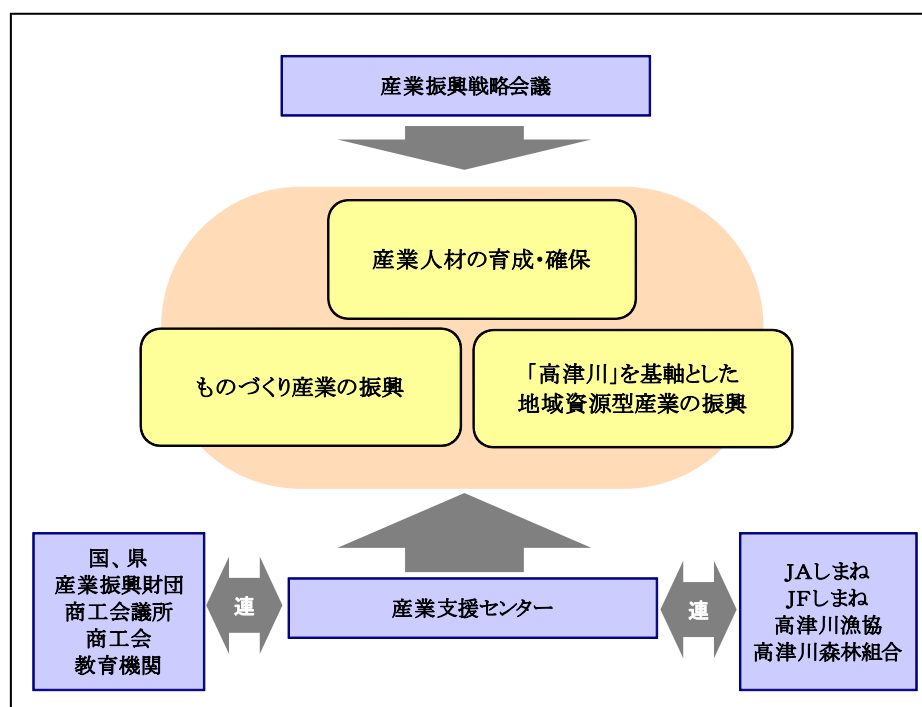 産業振興戦略会議
産業人材の育成・確保
ものづくり産業の振興
「高津川」を基軸とした
地域資源型産業の振興
国、県
産業振興財団
商工会議所
商工会
教育機関
連
産業支援センター
連
JAしまね
JFしまね
高津川漁協
高津川森林組合